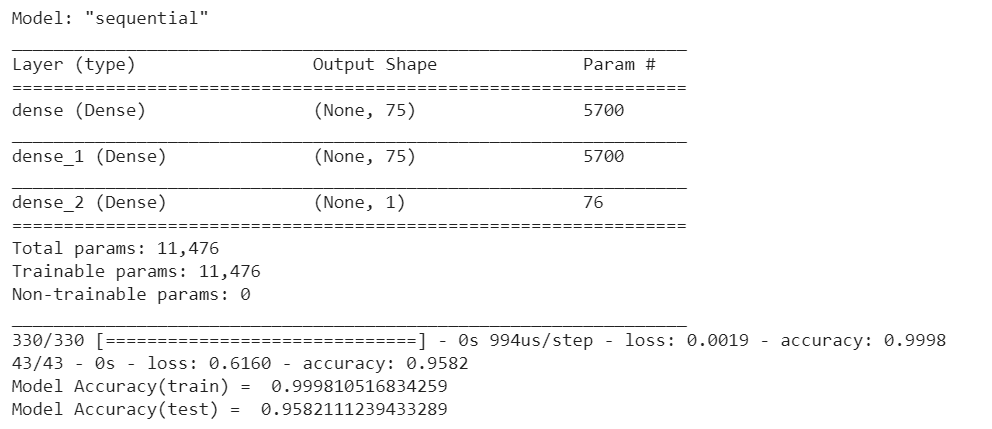 Model: "sequential"
_________________________________________________________________
Layer (type)                 Output Shape              Param #
=================================================================
dense (Dense)                (None, 75)                5700
_________________________________________________________________
dense_1 (Dense)              (None, 75)                5700
_________________________________________________________________
dense_2 (Dense)              (None, 1)                 76
=================================================================
Total params: 11,476
Trainable params: 11,476
Non-trainable params: 0
_________________________________________________________________
330/330 [==============================] - 0s 994us/step - loss: 0.0019 - accuracy: 0.9998
43/43 - 0s - loss: 0.6160 - accuracy: 0.9582
Model Accuracy(train) =  0.999810516834259
Model Accuracy(test) =  0.9582111239433289